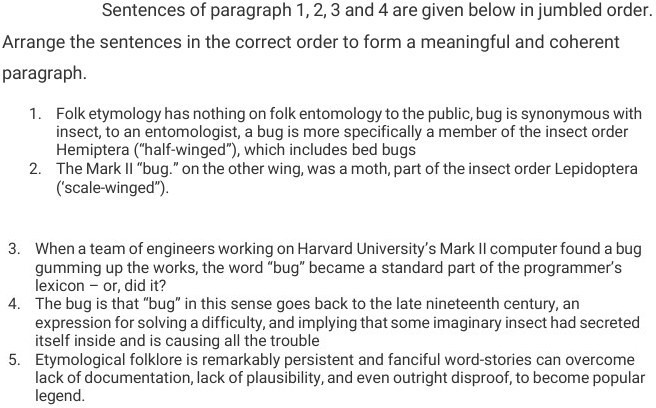 Sentences of paragraph 1, 2, 3 and 4 are given below in jumbled order.
Arrange the sentences in the correct order to form a meaningful and coherent
paragraph.
1. Folk etymology has nothing on folk entomology to the public, bug is synonymous with
insect, to an entomologist, a bug is more specifically a member of the insect order
Hemiptera (“half-winged”), which includes bed bugs
2. The Mark II “bug.” on the other wing, was a moth, part of the insect order Lepidoptera
(‘scale-winged”).
3. When a team of engineers working on Harvard University’s Mark II computer found a bug
gumming up the works, the word “bug” became a standard part of the programmer’s
lexicon – or, did it?
4. The bug is that “bug” in this sense goes back to the late nineteenth century, an
expression for solving a difficulty, and implying that some imaginary insect had secreted
itself inside and is causing all the trouble
5. Etymological folklore is remarkably persistent and fanciful word-stories can overcome
lack of documentation, lack of plausibility, and even outright disproof, to become popular
legend.